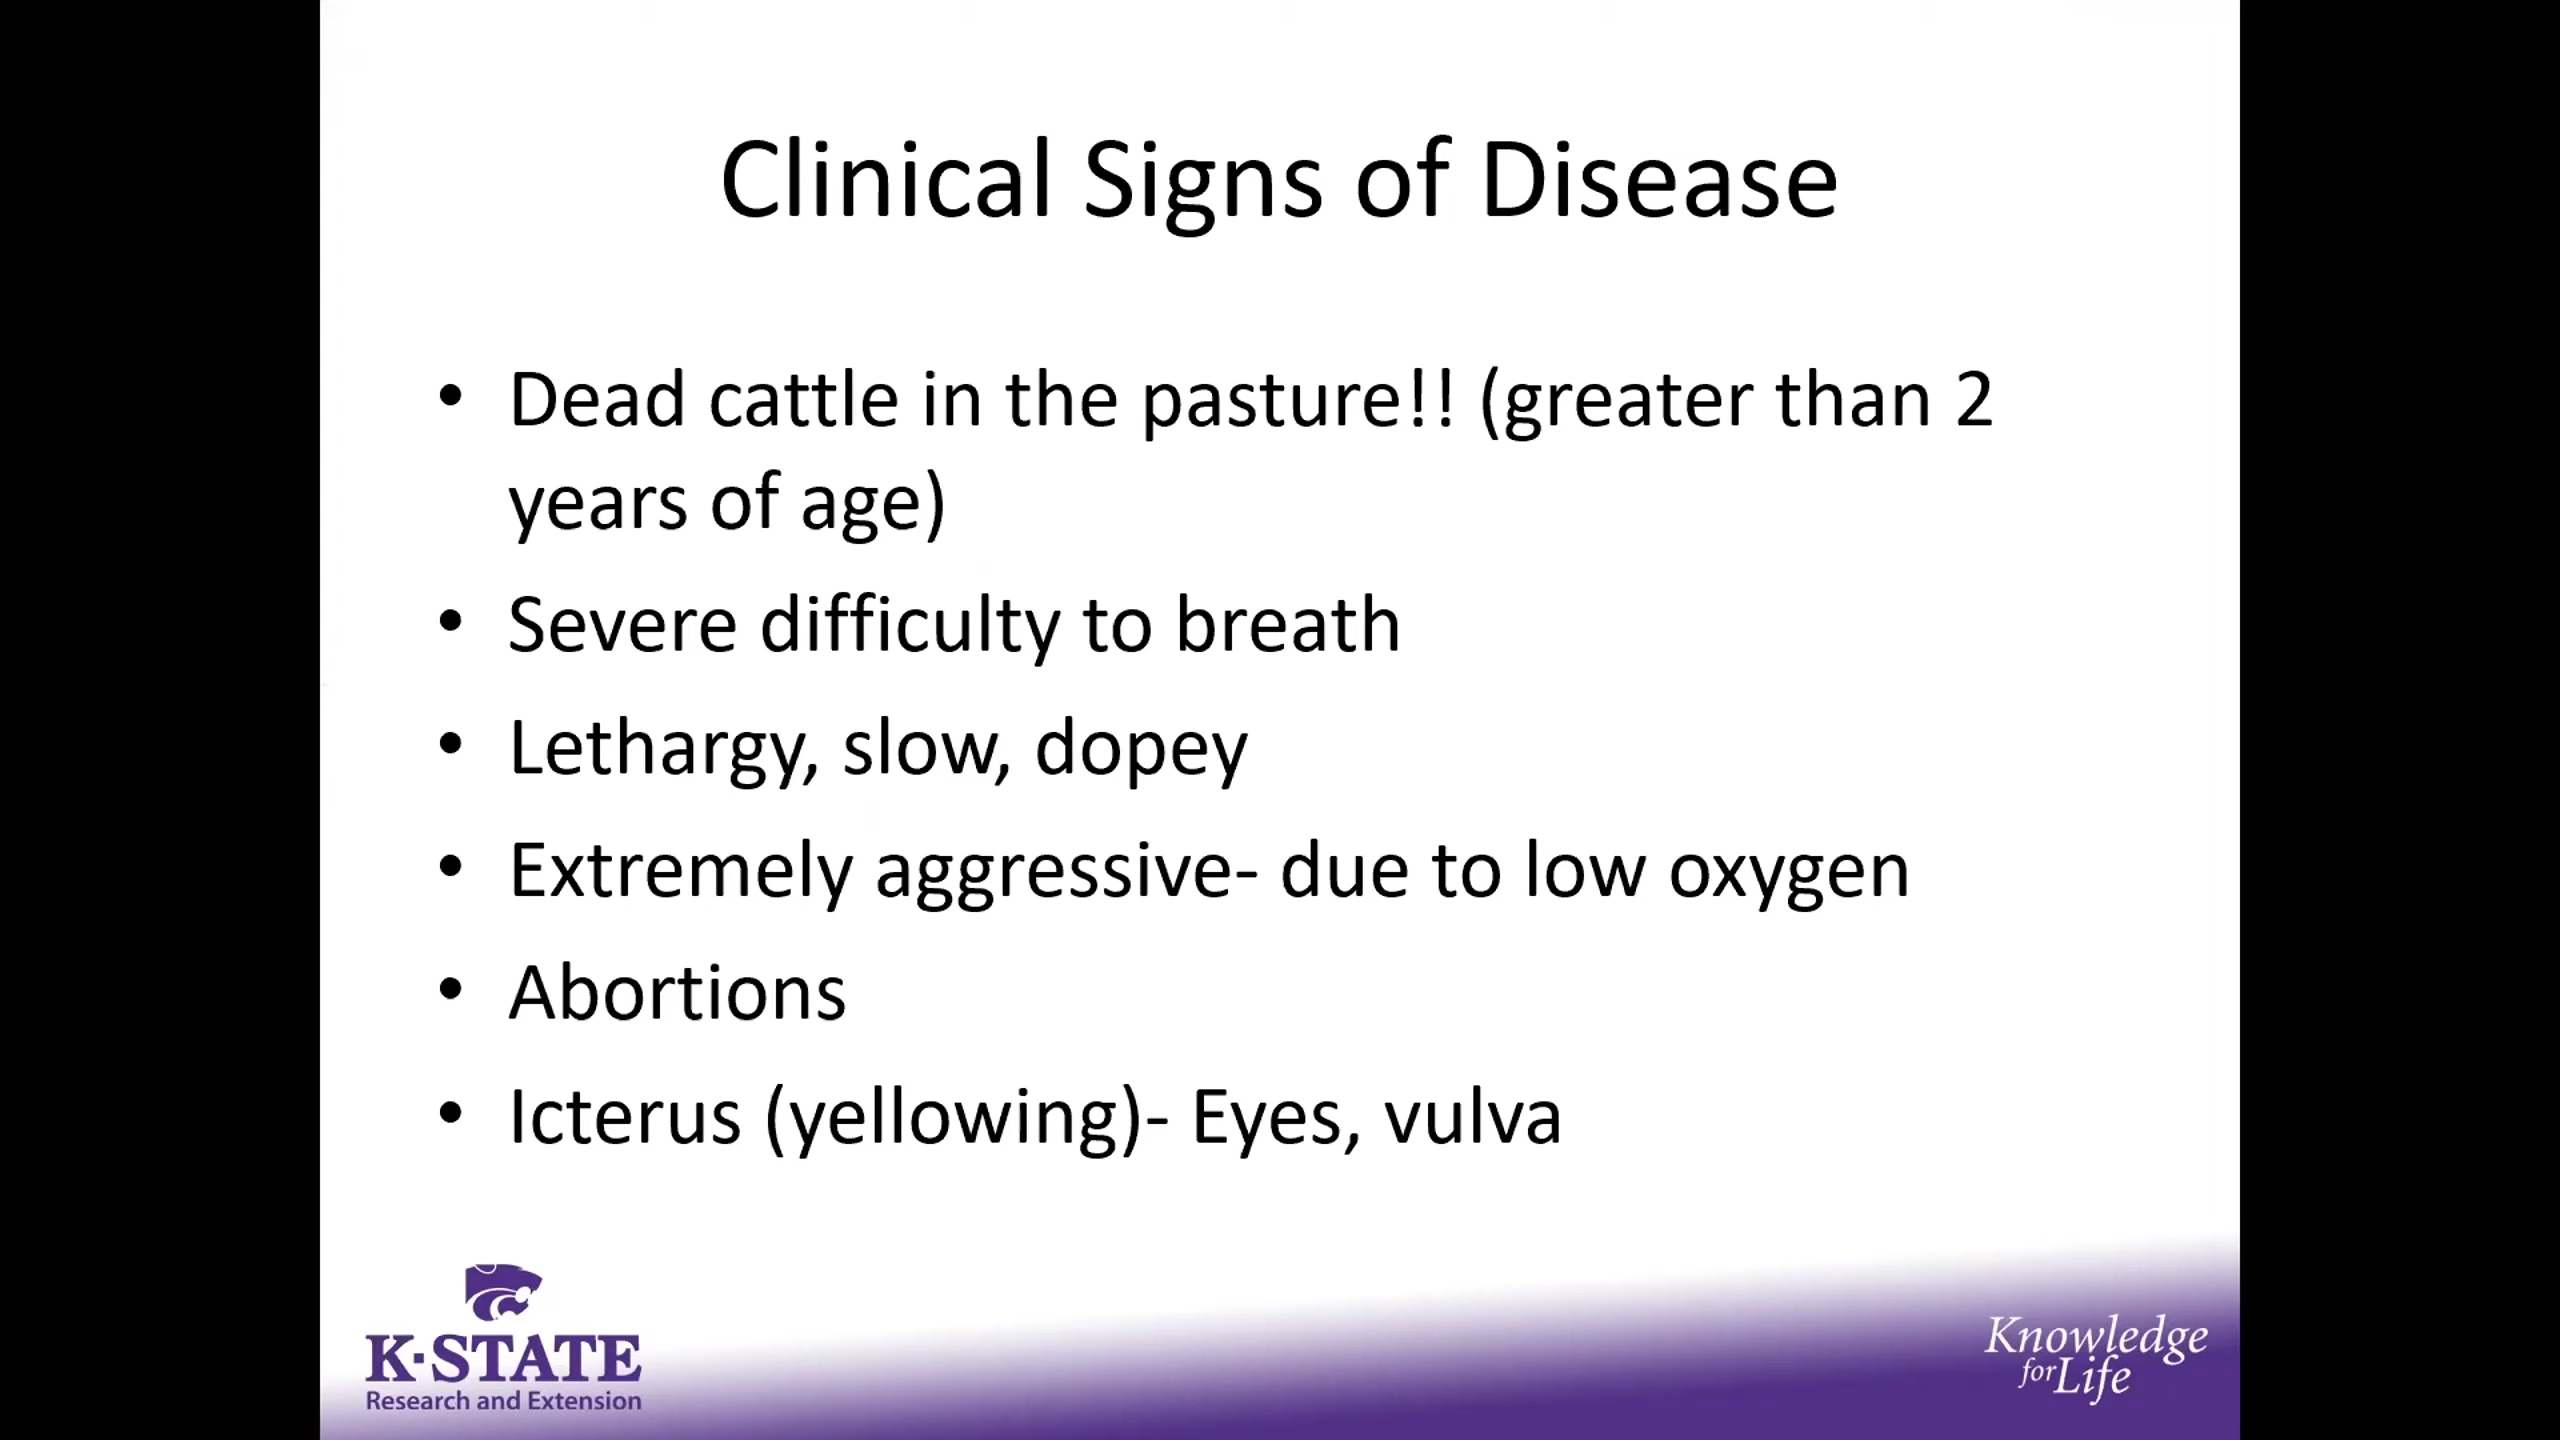 Clinical Signs of Disease
• Dead cattle in the pasture!! (greater than 2
years of age)
• Severe difficulty to breath
• Lethargy, slow, dopey
• Extremely aggressive- due to low oxygen
• Abortions
• Icterus (yellowing)- Eyes, vulva
K·STATE
Research and Extension
Knowledge
for Life